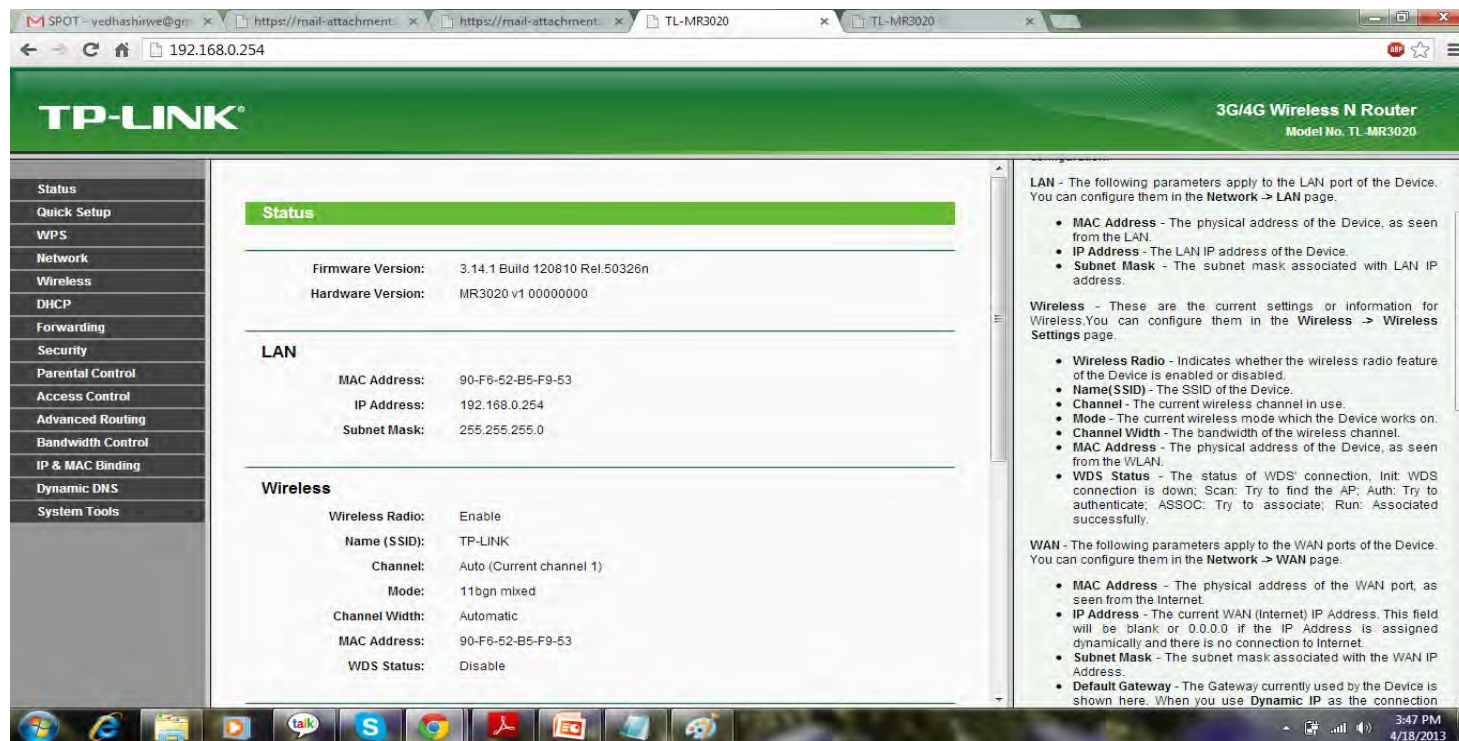 SPOT - vedhashirwe@gm
https://mail-attachment
https://mail-attachment
TL-MR3020
TL-MR3020
192.168.0.254
ABP
TP-LINK®
3G/4G Wireless N Router
Model No. TL-MR3020
Status
Quick Setup
WPS
Network
Wireless
DHCP
Forwarding
Security
Parental Control
Access Control
Advanced Routing
Bandwidth Control
IP & MAC Binding
Dynamic DNS
System Tools
Status
Firmware Version: 3.14.1 Build 120810 Rel.50326n
Hardware Version: MR3020 v1 00000000
LAN
MAC Address: 90-F6-52-B5-F9-53
IP Address: 192.168.0.254
Subnet Mask: 255.255.255.0
Wireless
Wireless Radio: Enable
Name (SSID): TP-LINK
Channel: Auto (Current channel 1)
Mode: 11bgn mixed
Channel Width: Automatic
MAC Address: 90-F6-52-B5-F9-53
WDS Status: Disable
LAN - The following parameters apply to the LAN port of the Device.
You can configure them in the Network -> LAN page.
• MAC Address - The physical address of the Device, as seen
from the LAN.
• IP Address - The LAN IP address of the Device.
• Subnet Mask - The subnet mask associated with LAN IP
address.
Wireless - These are the current settings or information for
Wireless.You can configure them in the Wireless -> Wireless
Settings page.
• Wireless Radio - Indicates whether the wireless radio feature
of the Device is enabled or disabled.
• Name(SSID) - The SSID of the Device.
• Channel - The current wireless channel in use.
• Mode - The current wireless mode which the Device works on.
• Channel Width - The bandwidth of the wireless channel.
• MAC Address - The physical address of the Device, as seen
from the WLAN.
• WDS Status - The status of WDS' connection, Init: WDS
connection is down; Scan: Try to find the AP; Auth: Try to
authenticate; ASSOC: Try to associate; Run: Associated
successfully.
WAN - The following parameters apply to the WAN ports of the Device.
You can configure them in the Network -> WAN page.
• MAC Address - The physical address of the WAN port, as
seen from the Internet.
• IP Address - The current WAN (Internet) IP Address. This field
will be blank or 0.0.0.0 if the IP Address is assigned
dynamically and there is no connection to Internet.
• Subnet Mask - The subnet mask associated with the WAN IP
Address.
• Default Gateway - The Gateway currently used by the Device is
shown here. When you use Dynamic IP as the connection
talk
3:47 PM
4/18/2013